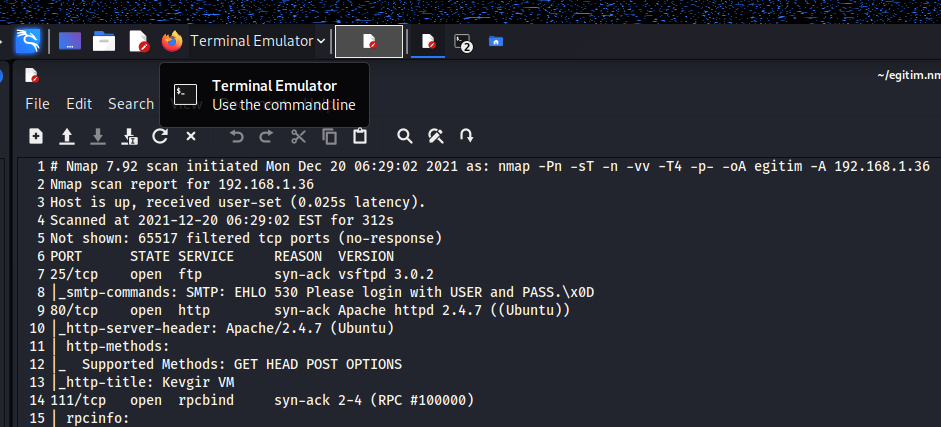 Terminal Emulator
2
~/egitim.nm
Terminal Emulator
Use the command line
File Edit Search
1 # Nmap 7.92 scan initiated Mon Dec 20 06:29:02 2021 as: nmap -Pn -sT -n -vv -T4 -p- -oA egitim -A 192.168.1.36
2 Nmap scan report for 192.168.1.36
3 Host is up, received user-set (0.025s latency).
4 Scanned at 2021-12-20 06:29:02 EST for 312s
5 Not shown: 65517 filtered tcp ports (no-response)
6 PORT      STATE SERVICE     REASON  VERSION
7 25/tcp    open  ftp         syn-ack vsftpd 3.0.2
8 |_smtp-commands: SMTP: EHLO 530 Please login with USER and PASS.\x0D
9 80/tcp    open  http        syn-ack Apache httpd 2.4.7 ((Ubuntu))
10 |_http-server-header: Apache/2.4.7 (Ubuntu)
11 | http-methods:
12 |_  Supported Methods: GET HEAD POST OPTIONS
13 |_http-title: Kevgir VM
14 111/tcp   open  rpcbind     syn-ack 2-4 (RPC #100000)
15 | rpcinfo: